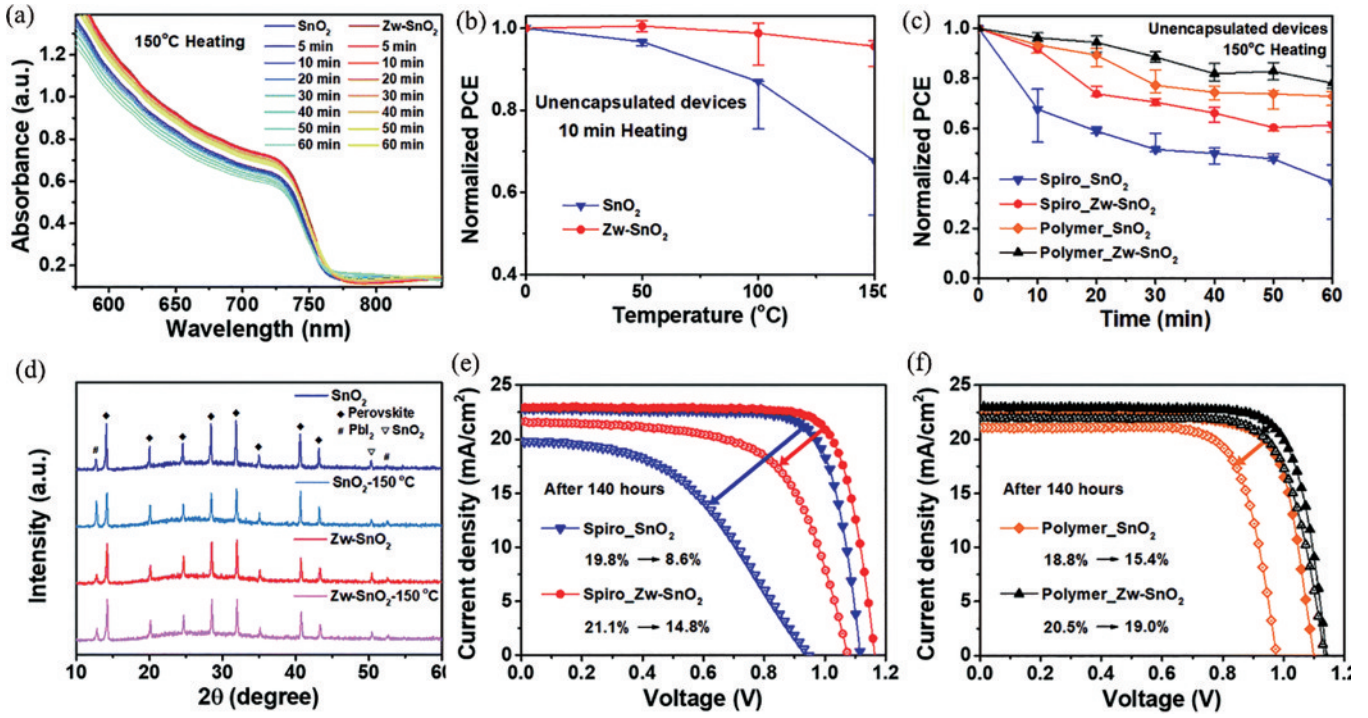 (a)
SnO₂ Zw-SnO₂
150°C Heating
5 min 5 min
10 min 10 min
20 min 20 min
30 min 30 min
40 min 40 min
50 min 50 min
60 min 60 min
1.2
1.0
0.8
0.6
0.4
0.2
600 650 700 750 800
Absorbance (a.u.)
Wavelength (nm)
(b)
1.0
0.8
0.6
0.4
Unencapsulated devices
10 min Heating
SnO₂
Zw-SnO₂
0 50 100 150
Normalized PCE
Temperature (°C)
(c)
Unencapsulated devices
150°C Heating
1.0
0.8
0.6
0.4
0.2
0.0
Spiro_SnO₂
Spiro_Zw-SnO₂
Polymer_SnO₂
Polymer_Zw-SnO₂
0 10 20 30 40 50 60
Normalized PCE
Time (min)
(d)
SnO₂
◆ Perovskite
# PbI₂ ▽ SnO₂
SnO₂-150 °C
Zw-SnO₂
Zw-SnO₂-150 °C
# ▽ #
10 20 30 40 50 60
Intensity (a.u.)
2θ (degree)
(e)
25
20
15
10
5
0
After 140 hours
Spiro_SnO₂
19.8% → 8.6%
Spiro_Zw-SnO₂
21.1% → 14.8%
0.0 0.2 0.4 0.6 0.8 1.0 1.2
Current density (mA/cm²)
Voltage (V)
(f)
25
20
15
10
5
0
After 140 hours
Polymer_SnO₂
18.8% → 15.4%
Polymer_Zw-SnO₂
20.5% → 19.0%
0.0 0.2 0.4 0.6 0.8 1.0 1.2
Current density (mA/cm²)
Voltage (V)